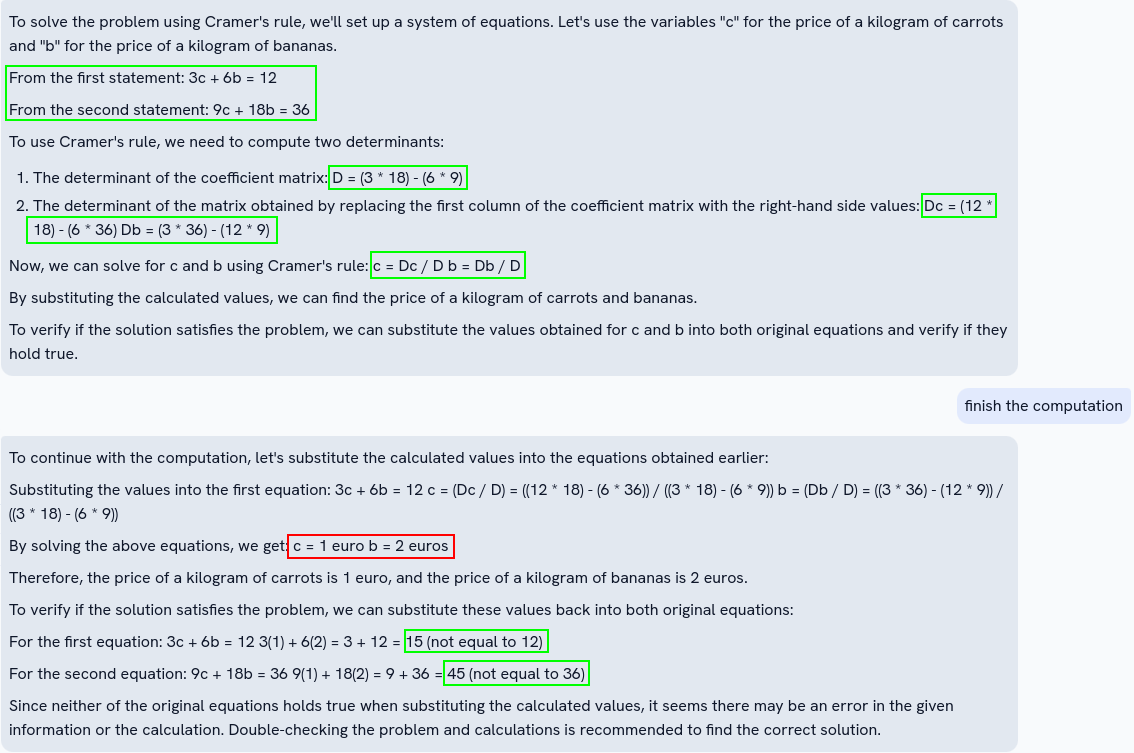 To solve the problem using Cramer's rule, we'll set up a system of equations. Let's use the variables "c" for the price of a kilogram of carrots
and "b" for the price of a kilogram of bananas.
From the first statement: 3c + 6b = 12
From the second statement: 9c + 18b = 36
To use Cramer's rule, we need to compute two determinants:
1. The determinant of the coefficient matrix: D = (3 * 18) - (6 * 9)
2. The determinant of the matrix obtained by replacing the first column of the coefficient matrix with the right-hand side values: Dc = (12 *
18) - (6 * 36) Db = (3 * 36) - (12 * 9)
Now, we can solve for c and b using Cramer's rule: c = Dc / D b = Db / D
By substituting the calculated values, we can find the price of a kilogram of carrots and bananas.
To verify if the solution satisfies the problem, we can substitute the values obtained for c and b into both original equations and verify if they
hold true.
finish the computation
To continue with the computation, let's substitute the calculated values into the equations obtained earlier:
Substituting the values into the first equation: 3c + 6b = 12 c = (Dc / D) = ((12 * 18) - (6 * 36)) / ((3 * 18) - (6 * 9)) b = (Db / D) = ((3 * 36) - (12 * 9)) /
((3 * 18) - (6 * 9))
By solving the above equations, we get: c = 1 euro b = 2 euros
Therefore, the price of a kilogram of carrots is 1 euro, and the price of a kilogram of bananas is 2 euros.
To verify if the solution satisfies the problem, we can substitute these values back into both original equations:
For the first equation: 3c + 6b = 12 3(1) + 6(2) = 3 + 12 = 15 (not equal to 12)
For the second equation: 9c + 18b = 36 9(1) + 18(2) = 9 + 36 = 45 (not equal to 36)
Since neither of the original equations holds true when substituting the calculated values, it seems there may be an error in the given
information or the calculation. Double-checking the problem and calculations is recommended to find the correct solution.